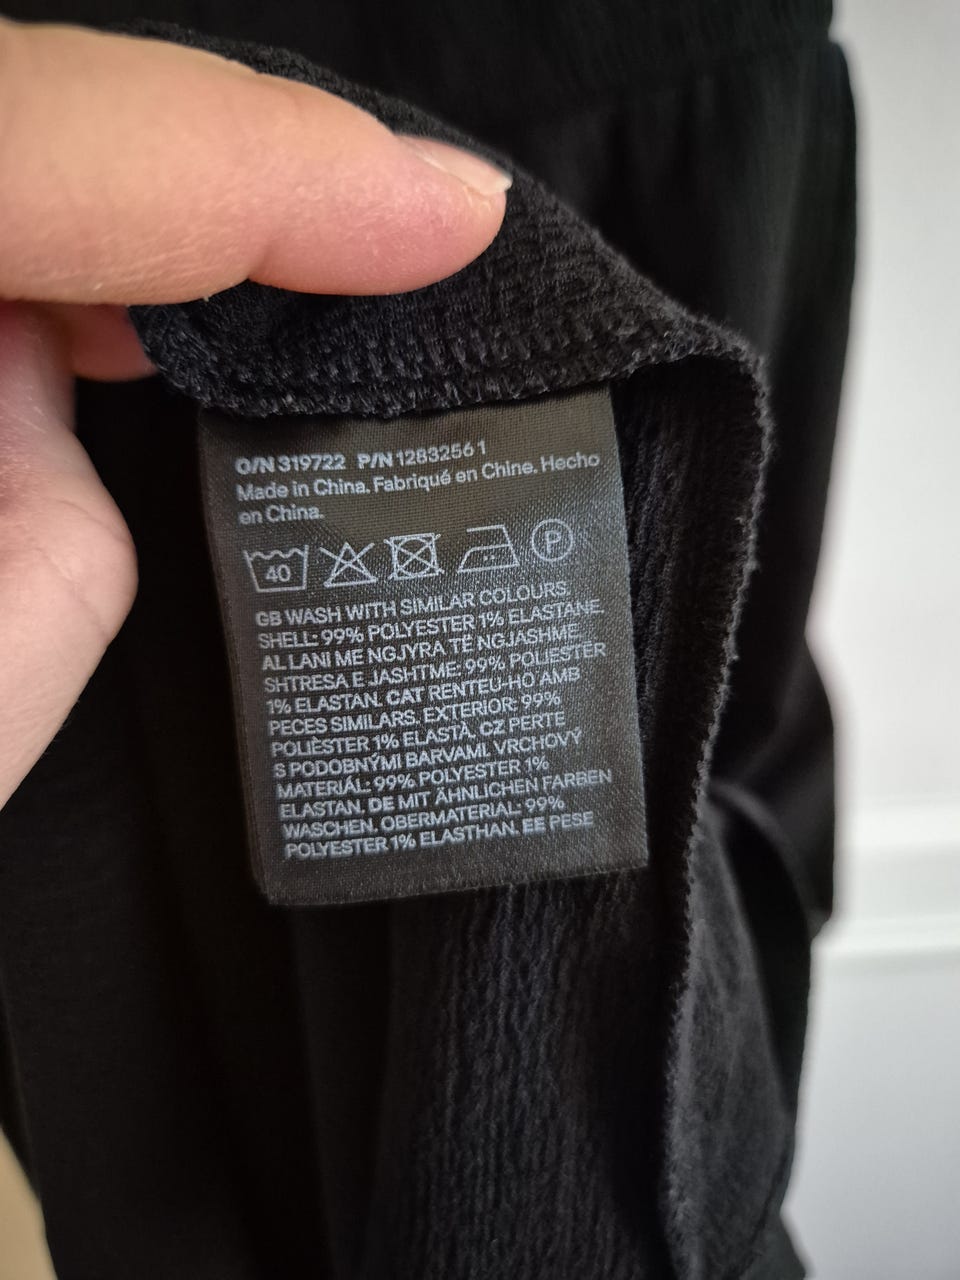 O/N 319722 P/N 1283256 1
Made in China. Fabriqué en Chine. Hecho
en China.
40 P
GB WASH WITH SIMILAR COLOURS.
SHELL: 99% POLYESTER 1% ELASTANE.
AL LANI ME NGJYRA TË NGJASHME.
SHTRESA E JASHTME: 99% POLIESTER
1% ELASTAN. CAT RENTEU-HO AMB
PECES SIMILARS. EXTERIOR: 99%
POLIÈSTER 1% ELASTÀ. CZ PERTE
S PODOBNÝMI BARVAMI. VRCHOVÝ
MATERIÁL: 99% POLYESTER 1%
ELASTAN. DE MIT ÄHNLICHEN FARBEN
WASCHEN. OBERMATERIAL: 99%
POLYESTER 1% ELASTHAN. EE PESE